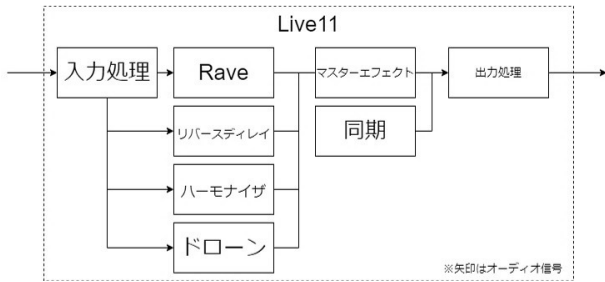 Live11
入力処理
Rave
マスターエフェクト
出力処理
リバースディレイ
同期
ハーモナイザ
ドローン
※矢印はオーディオ信号